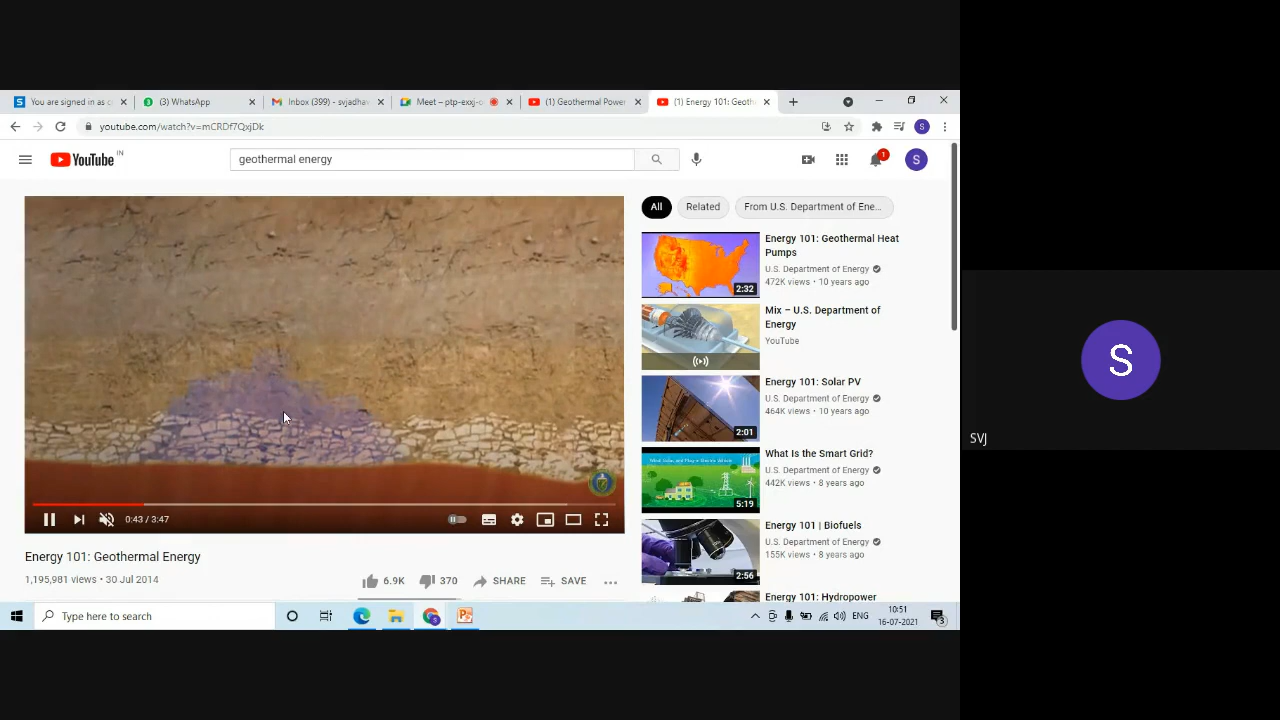 You are signed in as c
(3) WhatsApp
Inbox (399) - svjadhav
Meet – ptp-exxj-o
(1) Geothermal Power
(1) Energy 101: Geoth
youtube.com/watch?v=mCRDf7QxjDk
YouTube IN
geothermal energy
1
S
All
Related
From U.S. Department of Ene...
Energy 101: Geothermal Heat
Pumps
U.S. Department of Energy
472K views • 10 years ago
2:32
Mix – U.S. Department of
Energy
YouTube
Energy 101: Solar PV
U.S. Department of Energy
464K views • 10 years ago
2:01
What Is the Smart Grid?
U.S. Department of Energy
442K views • 8 years ago
5:19
Energy 101 | Biofuels
U.S. Department of Energy
155K views • 8 years ago
2:56
Energy 101: Hydropower
0:43 / 3:47
Energy 101: Geothermal Energy
1,195,981 views • 30 Jul 2014
6.9K
370
SHARE
SAVE
Type here to search
ENG
10:51
16-07-2021
3
S
SVJ